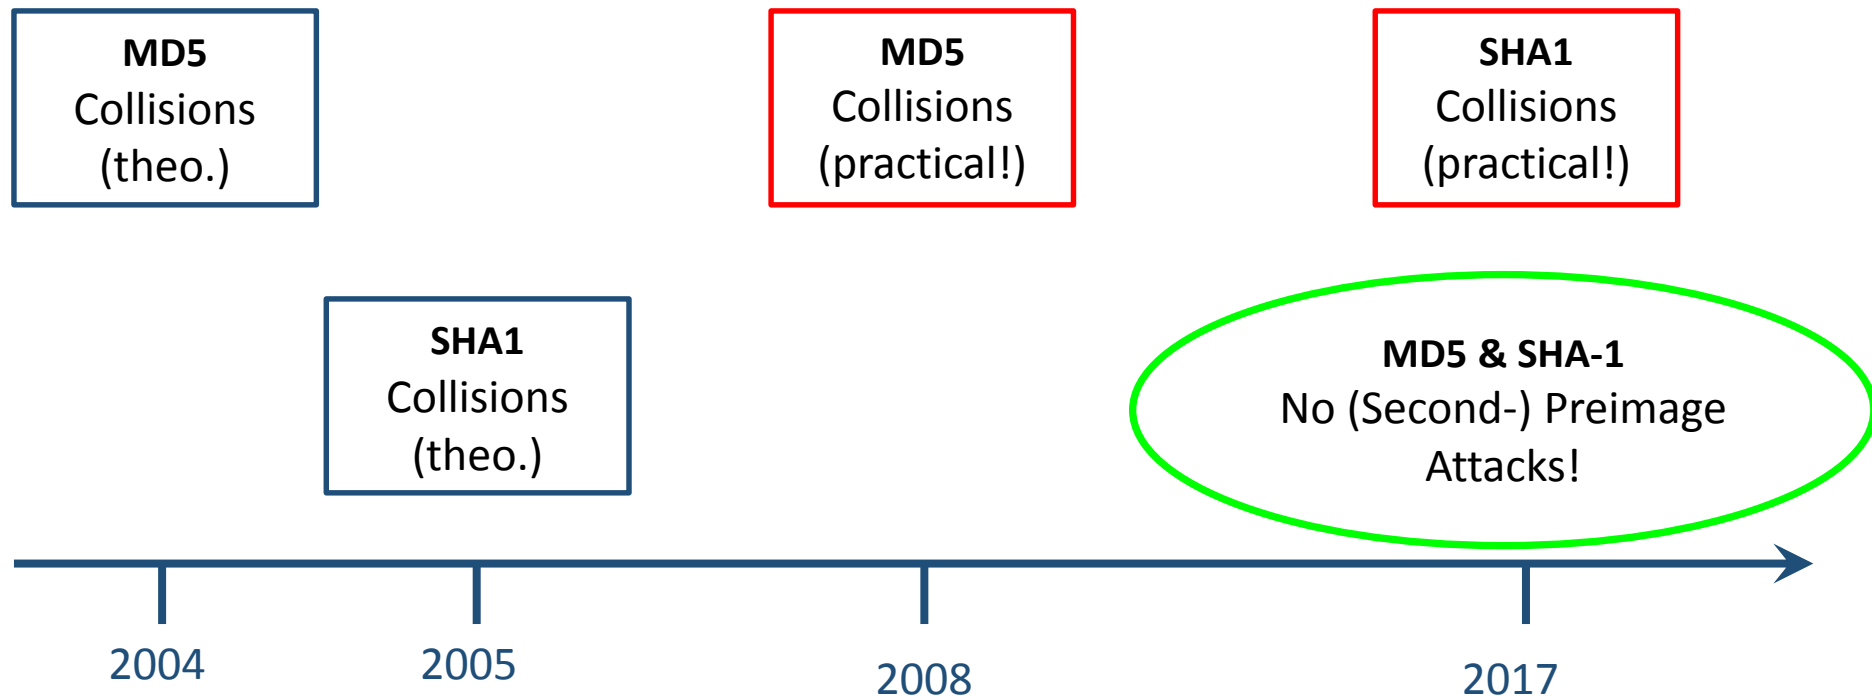 MD5
Collisions
(theo.)
MD5
Collisions
(practical!)
SHA1
Collisions
(practical!)
SHA1
Collisions
(theo.)
MD5 & SHA-1
No (Second-) Preimage
Attacks!
2004
2005
2008
2017